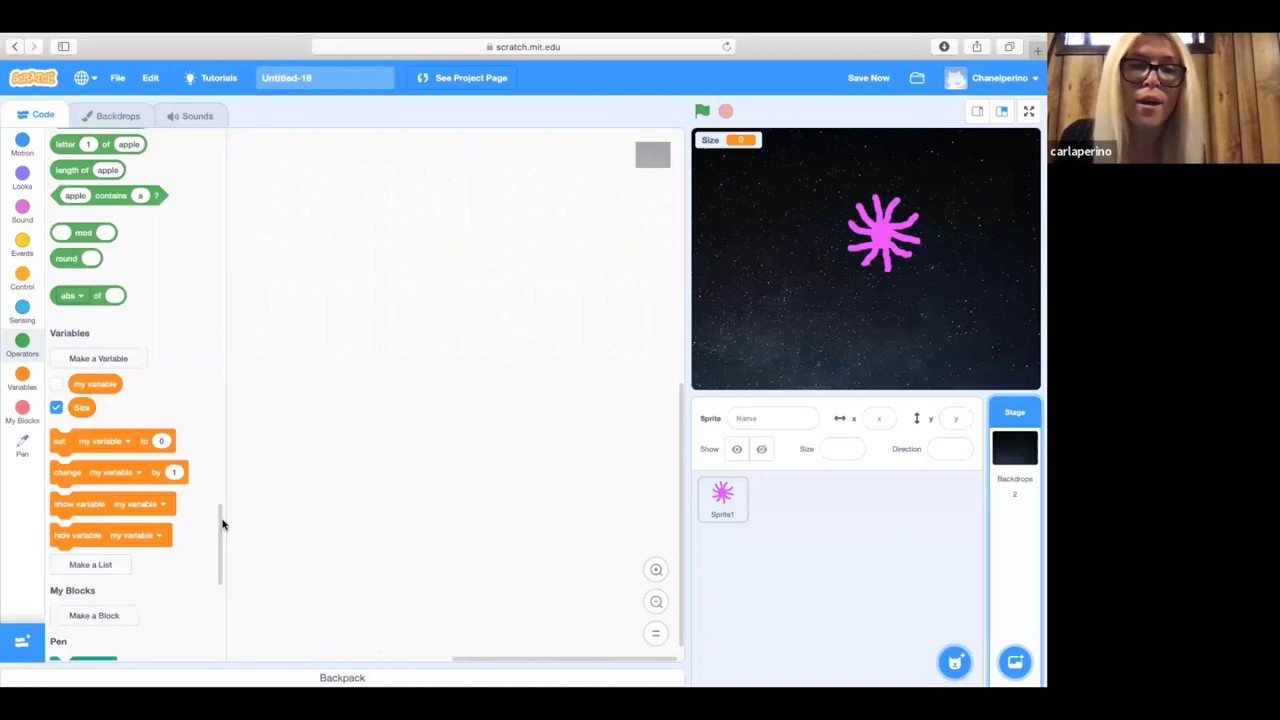 scratch.mit.edu
SCRATCH
File
Edit
Tutorials
Untitled-18
See Project Page
Save Now
Chanelperino
Code
Backdrops
Sounds
Motion
Looks
Sound
Events
Control
Sensing
Operators
Variables
My Blocks
Pen
letter 1 of apple
length of apple
apple contains a ?
mod
round
abs of
Variables
Make a Variable
my variable
Size
set my variable to 0
change my variable by 1
show variable my variable
hide variable my variable
Make a List
My Blocks
Make a Block
Pen
Backpack
Size 0
Sprite Name x x y y
Show Size Direction
Sprite1
Stage
Backdrops
2
carlaperino